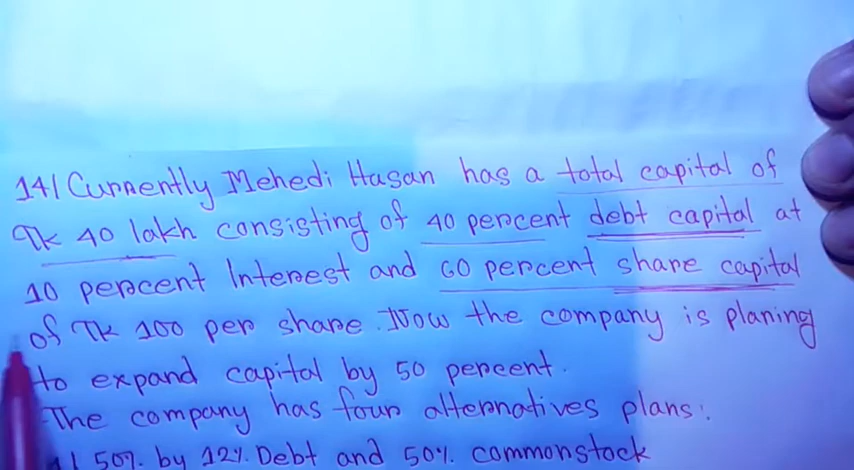 14/ Currently Mehedi Hasan has a total capital of
Tk 40 lakh consisting of 40 percent debt capital at
10 percent Interest and 60 percent share capital
of Tk 100 per share. Now the company is planing
to expand capital by 50 percent.
The company has four alternatives plans:
50% by 12% Debt and 50% commonstock